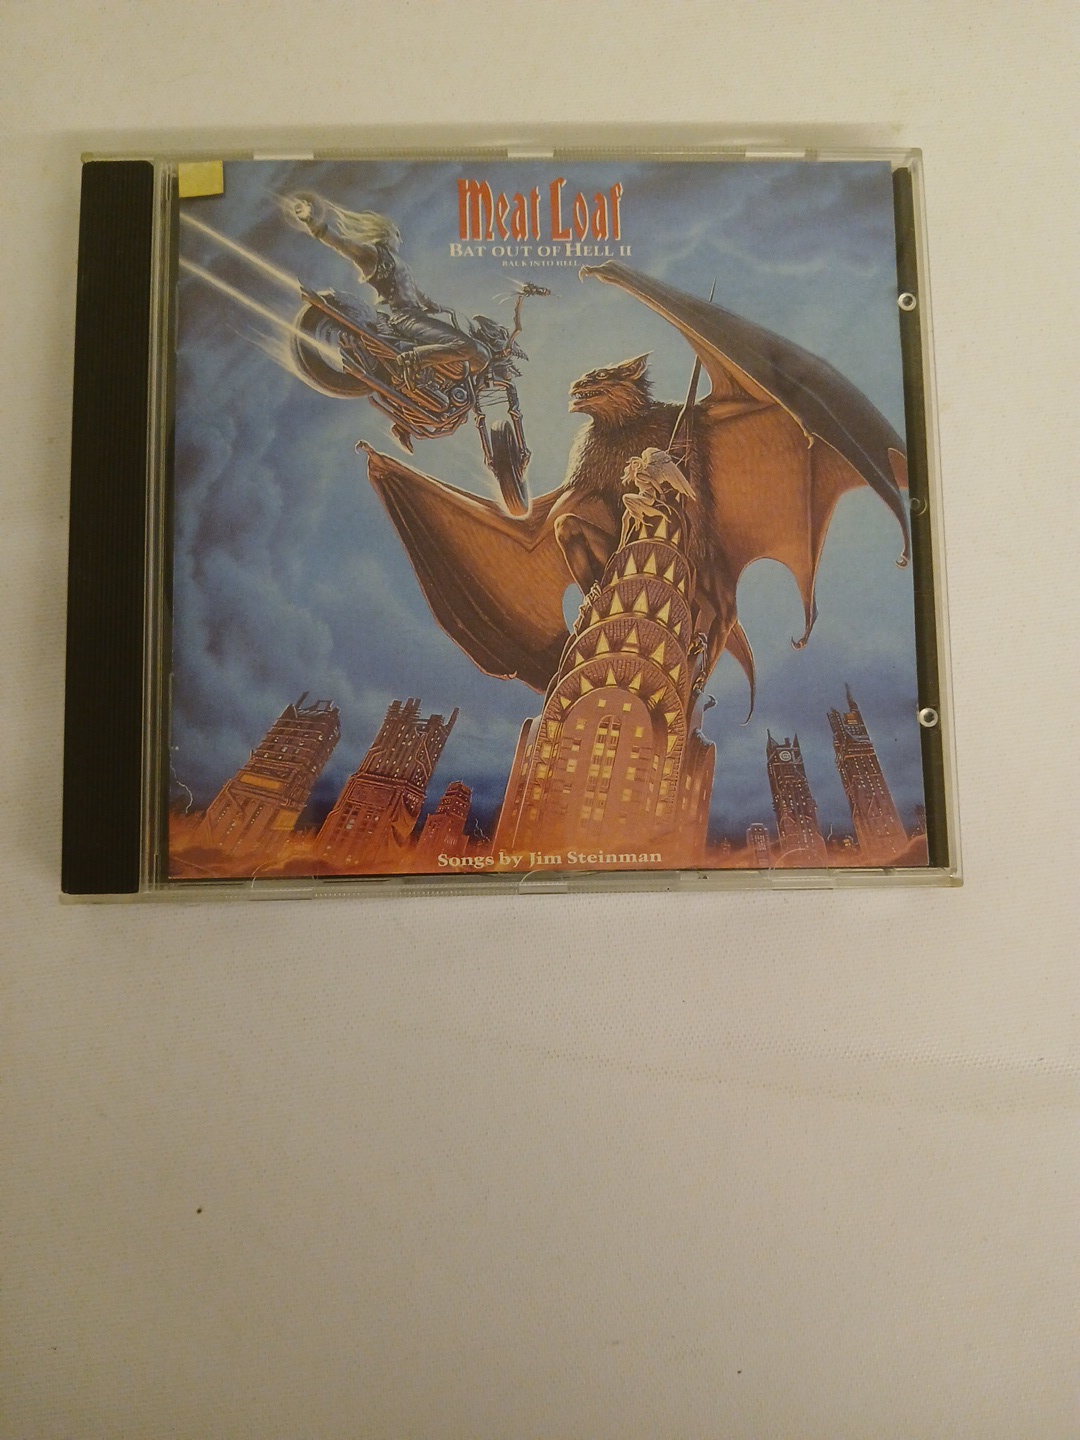 Meat Loaf
BAT OUT OF HELL II
BACK INTO HELL
Songs by Jim Steinman